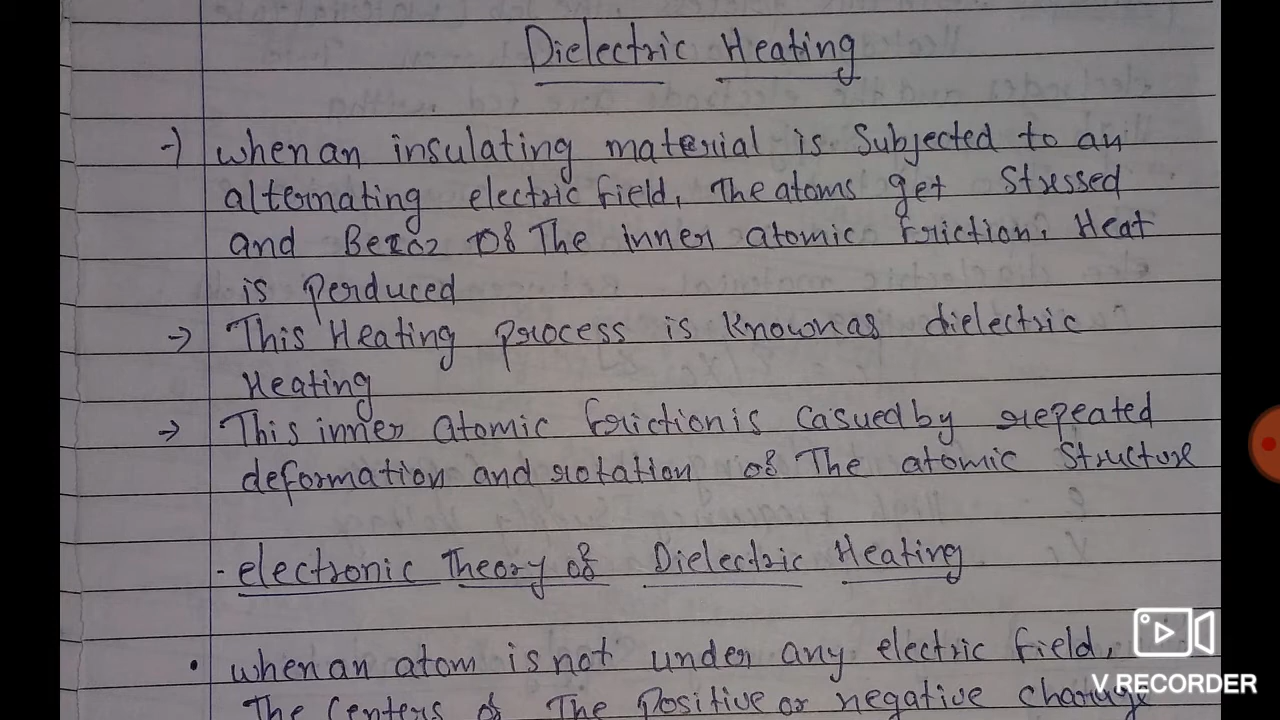 Dielectric Heating
→ when an insulating material is Subjected to an
alternating electric field, The atoms get Stressed
and of The inner atomic friction. Heat
is perduced
→ This Heating process is Known as dielectric
Heating
→ This inner atomic friction is casued by repeated
deformation and rotation of The atomic Structure
- electronic Theory of Dielectric Heating
• when an atom is not under any electric field,
The Centers of The Positive or negative
V.RECORDER